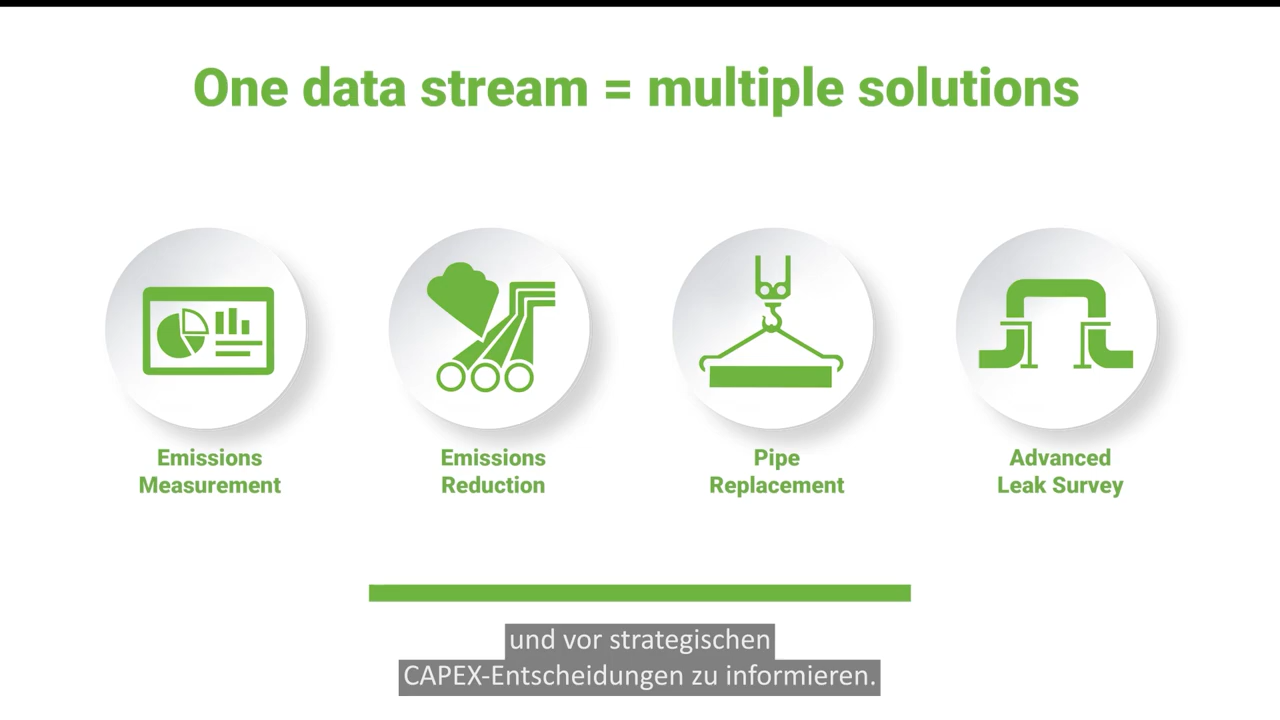 One data stream = multiple solutions
Emissions
Measurement
Emissions
Reduction
Pipe
Replacement
Advanced
Leak Survey
und vor strategischen
CAPEX-Entscheidungen zu informieren.